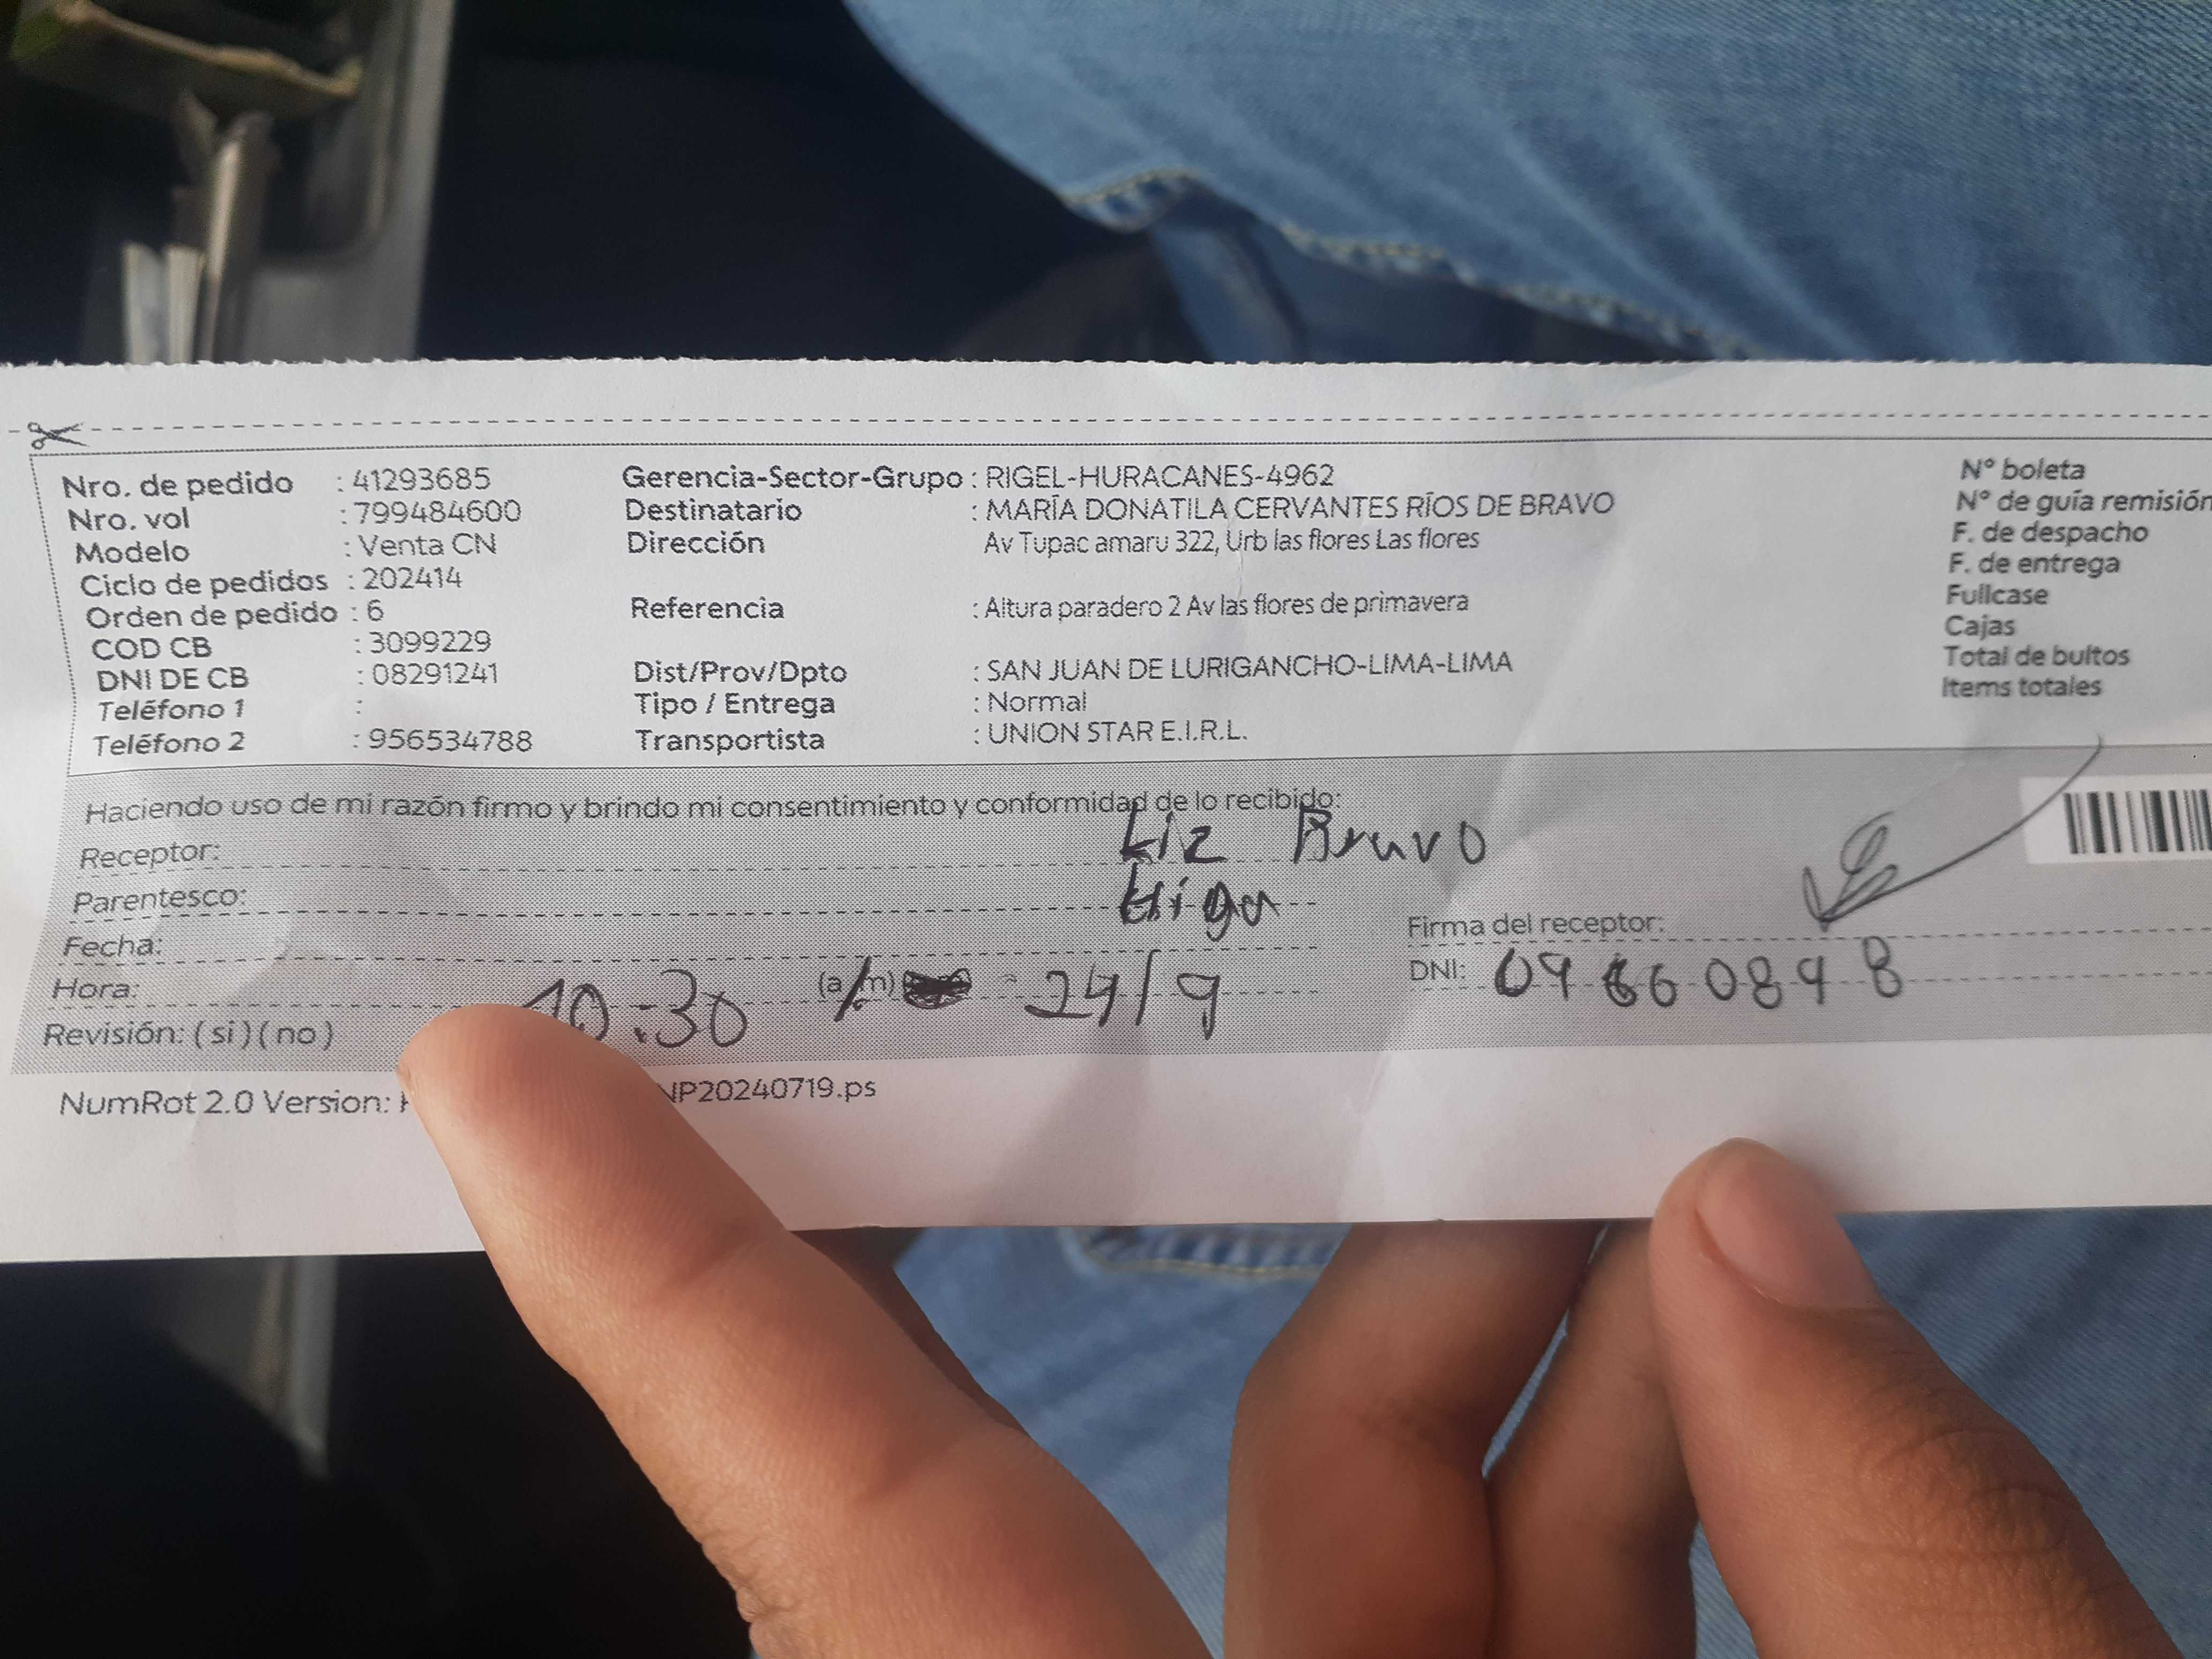 Nro. de pedido : 41293685
Nro. vol : 799484600
Modelo : Venta CN
Ciclo de pedidos : 202414
Orden de pedido : 6
COD CB : 3099229
DNI DE CB : 08291241
Teléfono 1 :
Teléfono 2 : 956534788
Gerencia-Sector-Grupo : RIGEL-HURACANES-4962
Destinatario : MARÍA DONATILA CERVANTES RÍOS DE BRAVO
Dirección Av Tupac amaru 322, Urb las flores Las flores
Referencia : Altura paradero 2 Av las flores de primavera
Dist/Prov/Dpto : SAN JUAN DE LURIGANCHO-LIMA-LIMA
Tipo / Entrega : Normal
Transportista : UNION STAR E.I.R.L.
N° boleta
N° de guía remisión
F. de despacho
F. de entrega
Fullcase
Cajas
Total de bultos
Items totales
Haciendo uso de mi razón firmo y brindo mi consentimiento y conformidad de lo recibido:
Receptor: Liz Bravo
Parentesco: Higa
Fecha:
Hora: 10:30 (a/m) 24/9
Revisión: (si) (no)
Firma del receptor:
DNI:
NumRot 2.0 Version: NP20240719.ps